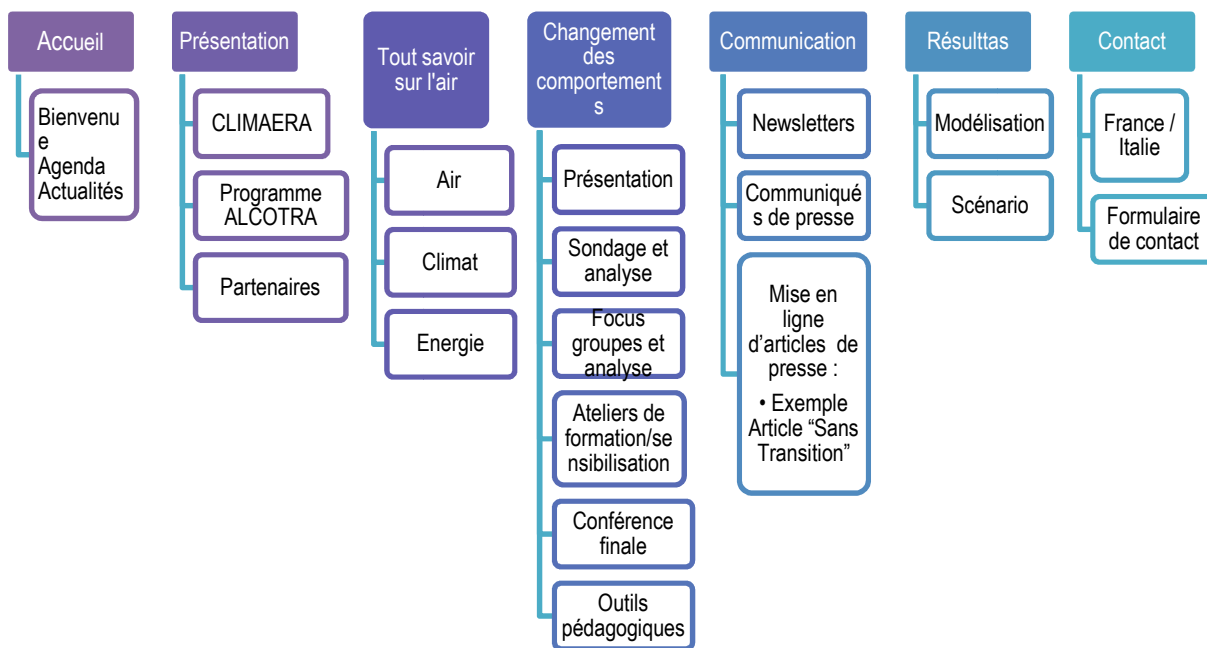 Accueil
Bienvenu
e
Agenda
Actualités
Présentation
CLIMAERA
Programme
ALCOTRA
Partenaires
Tout savoir
sur l'air
Air
Climat
Energie
Changement
des
comportement
s
Présentation
Sondage et
analyse
Focus
groupes et
analyse
Ateliers de
formation/se
nsibilisation
Conférence
finale
Outils
pédagogiques
Communication
Newsletters
Communiqué
s de presse
Mise en
ligne
d’articles de
presse :
• Exemple
Article “Sans
Transition”
Résulttas
Modélisation
Scénario
Contact
France /
Italie
Formulaire
de contact